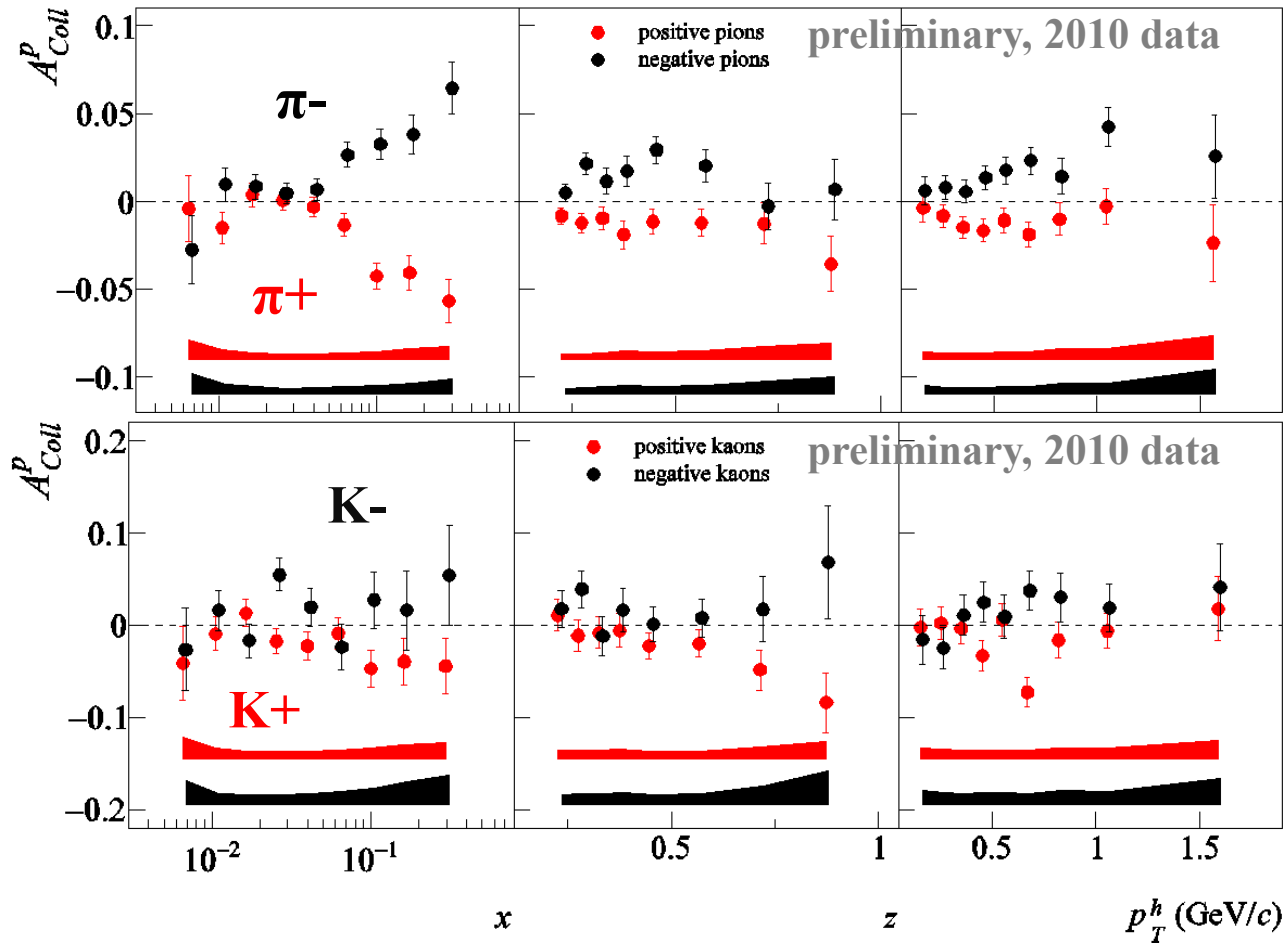 A^p_Coll
0.1
0.05
0
−0.05
−0.1
π-
π+
positive pions
negative pions
preliminary, 2010 data
A^p_Coll
0.2
0.1
0
−0.1
−0.2
K-
K+
positive kaons
negative kaons
preliminary, 2010 data
10^−2 10^−1 0.5 1 0.5 1 1.5
x z p^h_T (GeV/c)